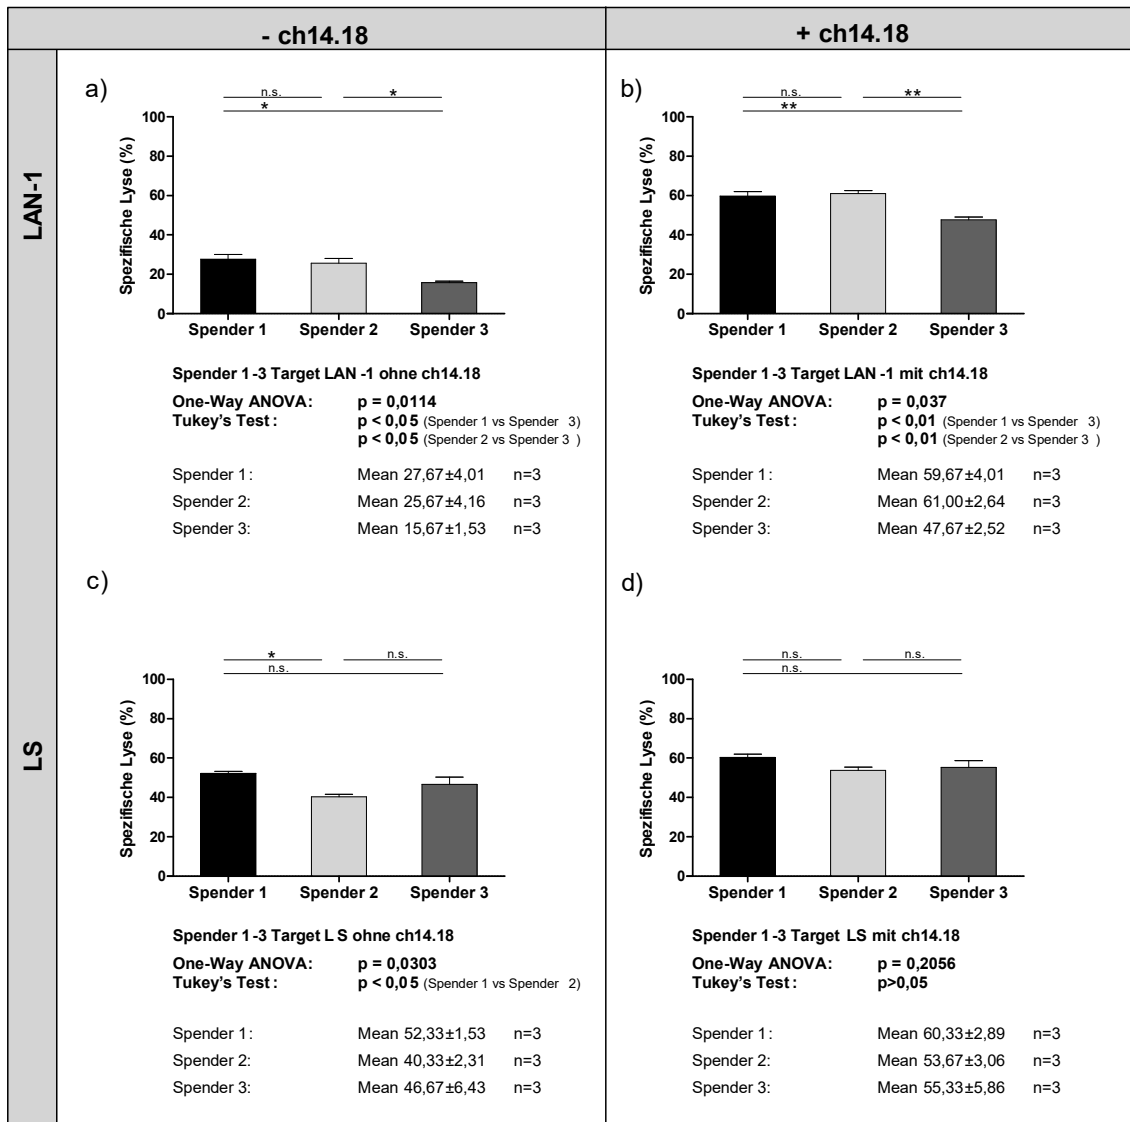 - ch14.18
+ ch14.18
LAN-1
a)
n.s.
*
*
Spezifische Lyse (%)
100
80
60
40
20
0
Spender 1 Spender 2 Spender 3
Spender 1-3 Target LAN -1 ohne ch14.18
One-Way ANOVA: p = 0,0114
Tukey's Test : p < 0,05 (Spender 1 vs Spender 3)
p < 0,05 (Spender 2 vs Spender 3 )
Spender 1: Mean 27,67±4,01 n=3
Spender 2: Mean 25,67±4,16 n=3
Spender 3: Mean 15,67±1,53 n=3
b)
n.s.
**
**
Spezifische Lyse (%)
100
80
60
40
20
0
Spender 1 Spender 2 Spender 3
Spender 1-3 Target LAN -1 mit ch14.18
One-Way ANOVA: p = 0,037
Tukey's Test : p < 0,01 (Spender 1 vs Spender 3)
p < 0,01 (Spender 2 vs Spender 3 )
Spender 1: Mean 59,67±4,01 n=3
Spender 2: Mean 61,00±2,64 n=3
Spender 3: Mean 47,67±2,52 n=3
LS
c)
*
n.s.
n.s.
Spezifische Lyse (%)
100
80
60
40
20
0
Spender 1 Spender 2 Spender 3
Spender 1-3 Target L S ohne ch14.18
One-Way ANOVA: p = 0,0303
Tukey's Test : p < 0,05 (Spender 1 vs Spender 2)
Spender 1: Mean 52,33±1,53 n=3
Spender 2: Mean 40,33±2,31 n=3
Spender 3: Mean 46,67±6,43 n=3
d)
n.s.
n.s.
n.s.
Spezifische Lyse (%)
100
80
60
40
20
0
Spender 1 Spender 2 Spender 3
Spender 1-3 Target LS mit ch14.18
One-Way ANOVA: p = 0,2056
Tukey's Test : p>0,05
Spender 1: Mean 60,33±2,89 n=3
Spender 2: Mean 53,67±3,06 n=3
Spender 3: Mean 55,33±5,86 n=3